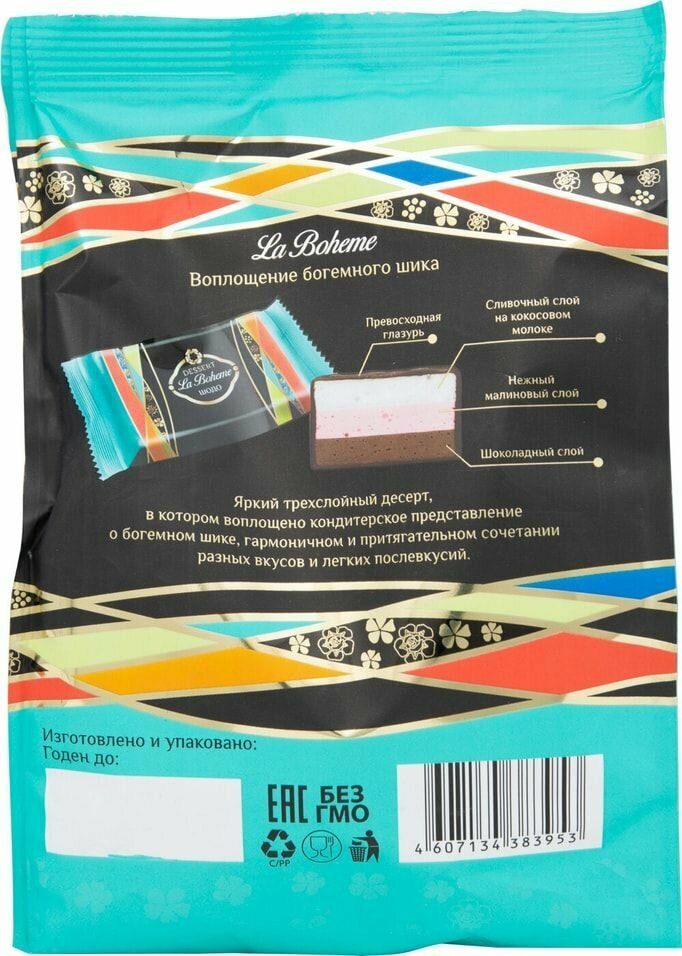 La Boheme
Воплощение богемного шика
Превосходная
глазурь
Сливочный слой
на кокосовом
молоке
DESSERT
La Boheme
шоло
Нежный
малиновый слой
Шоколадный слой
Яркий трехслойный десерт,
в котором воплощено кондитерское представление
о богемном шике, гармоничном и притягательном сочетании
разных вкусов и легких послевкусий.
Изготовлено и упаковано:
Годен до:
ЕАС БЕЗ
ГМО
C/PP
4 607134 383953